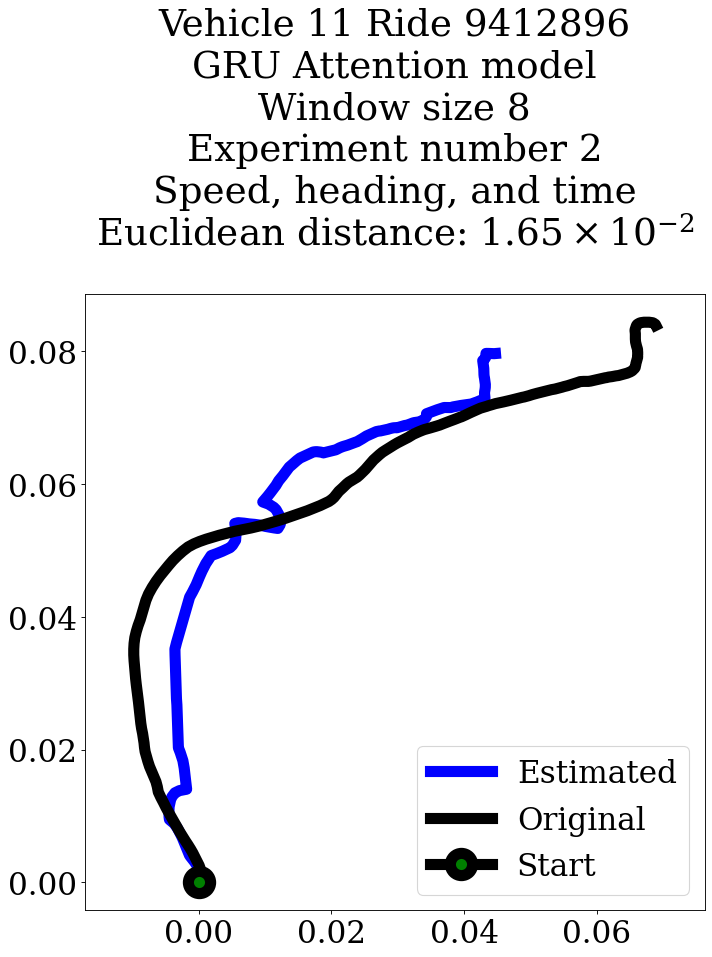 Vehicle 11 Ride 9412896
GRU Attention model
Window size 8
Experiment number 2
Speed, heading, and time
Euclidean distance: 1.65 × 10⁻²
0.08
0.06
0.04
0.02
0.00
Estimated
Original
Start
0.00 0.02 0.04 0.06